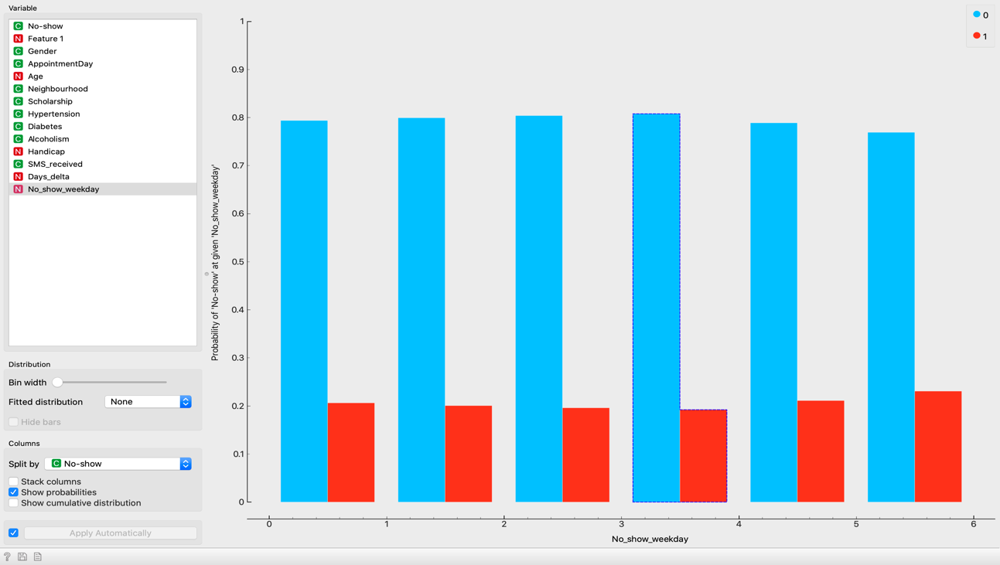 Variable
C No-show
N Feature 1
C Gender
C AppointmentDay
N Age
C Neighbourhood
C Scholarship
C Hypertension
C Diabetes
C Alcoholism
N Handicap
C SMS_received
N Days_delta
N No_show_weekday
Distribution
Bin width
Fitted distribution None
Hide bars
Columns
Split by C No-show
Stack columns
Show probabilities
Show cumulative distribution
Apply Automatically
?
Probability of 'No-show' at given 'No_show_weekday'
1
0.9
0.8
0.7
0.6
0.5
0.4
0.3
0.2
0.1
0
0 1 2 3 4 5 6
No_show_weekday
0
1